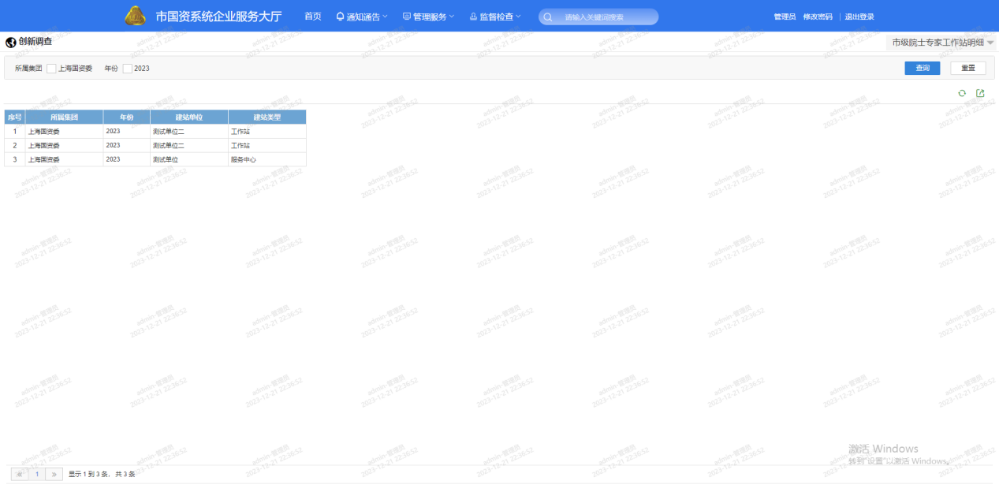 市国资系统企业服务大厅 首页 通知通告 管理服务 监督检查 请输入关键词搜索 管理员 修改密码 | 退出登录
创新调查 市级院士专家工作站明细
所属集团 上海国资委 年份 2023 查询 重置
序号 所属集团 年份 建站单位 建站类型
1 上海国资委 2023 测试单位二 工作站
2 上海国资委 2023 测试单位二 工作站
3 上海国资委 2023 测试单位 服务中心
admin-管理员
2023-12-21 22:36:52
激活 Windows
转到"设置"以激活 Windows。
« 1 » 显示 1 到 3 条， 共 3 条